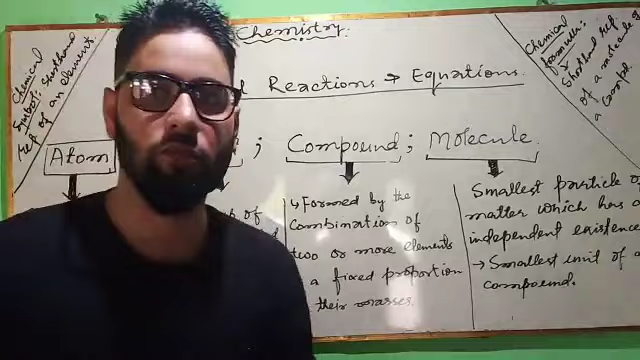 Chemistry.
Chemical
Symbol: Shorthand
rep of an element
Chemical
formula:
Shorthand rep
of a molecule of
a Compd.
Reactions → Equations.
Atom
; Compound; Molecule.
of
↳ Formed by the
Combination of
two or more elements
a fixed proportion
their masses.
Smallest particle of
matter which has a
independent existence
→ Smallest unit of a
compound.